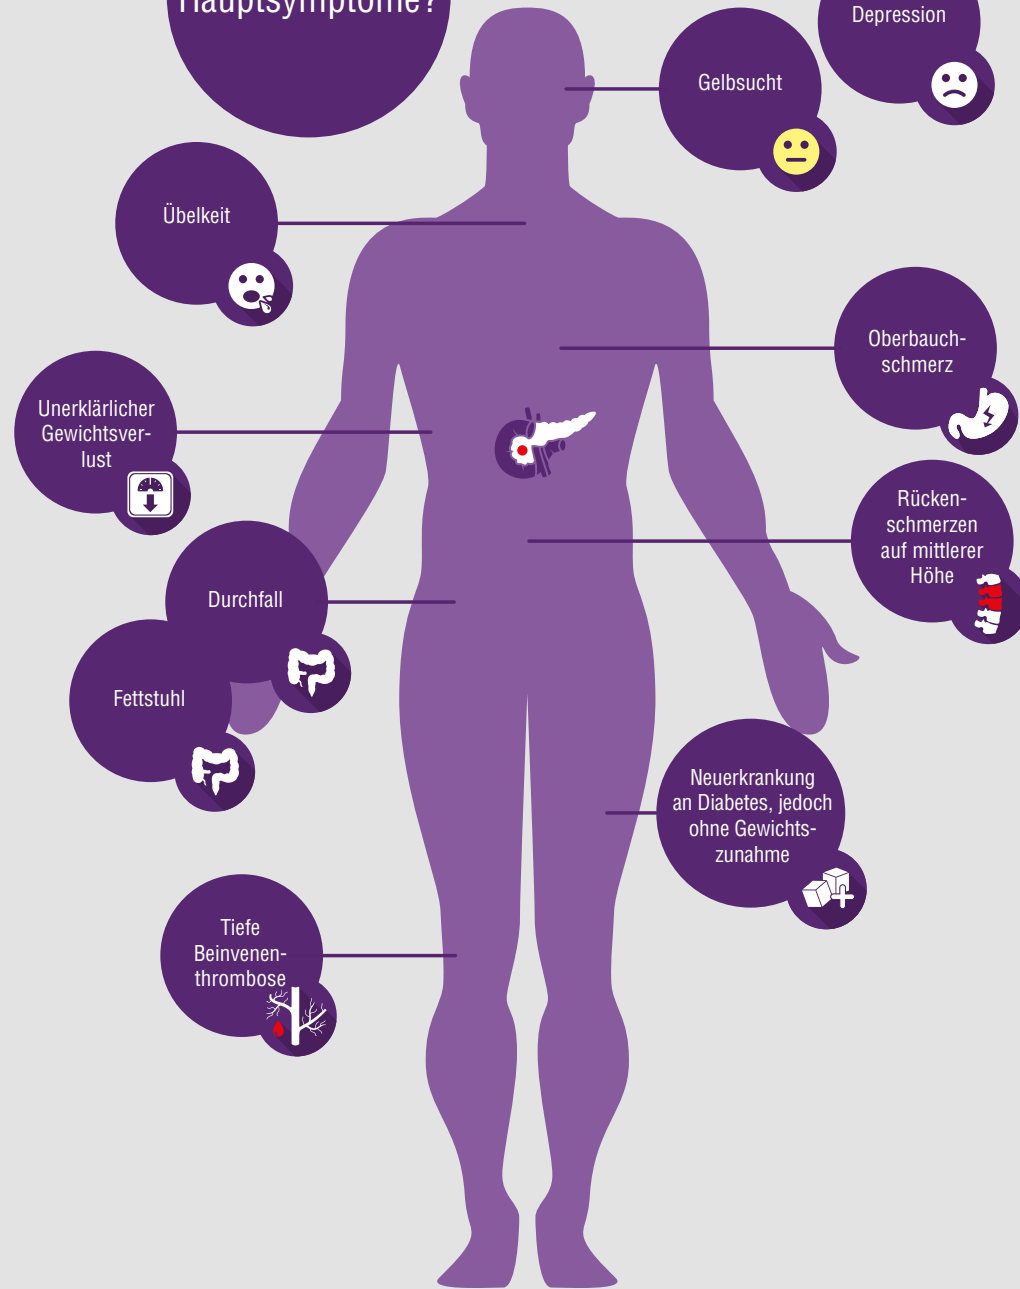 Hauptsymptome?
Depression
Gelbsucht
Übelkeit
Oberbauch-
schmerz
Unerklärlicher
Gewichtsver-
lust
Rücken-
schmerzen
auf mittlerer
Höhe
Durchfall
Fettstuhl
Neuerkrankung
an Diabetes, jedoch
ohne Gewichts-
zunahme
Tiefe
Beinvenen-
thrombose